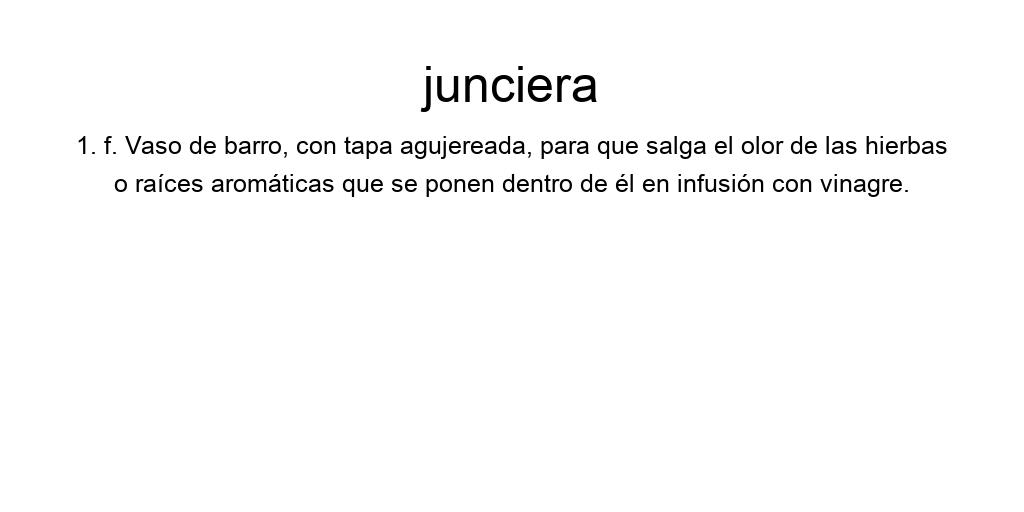 junciera
1. f. Vaso de barro, con tapa agujereada, para que salga el olor de las hierbas
o raíces aromáticas que se ponen dentro de él en infusión con vinagre.